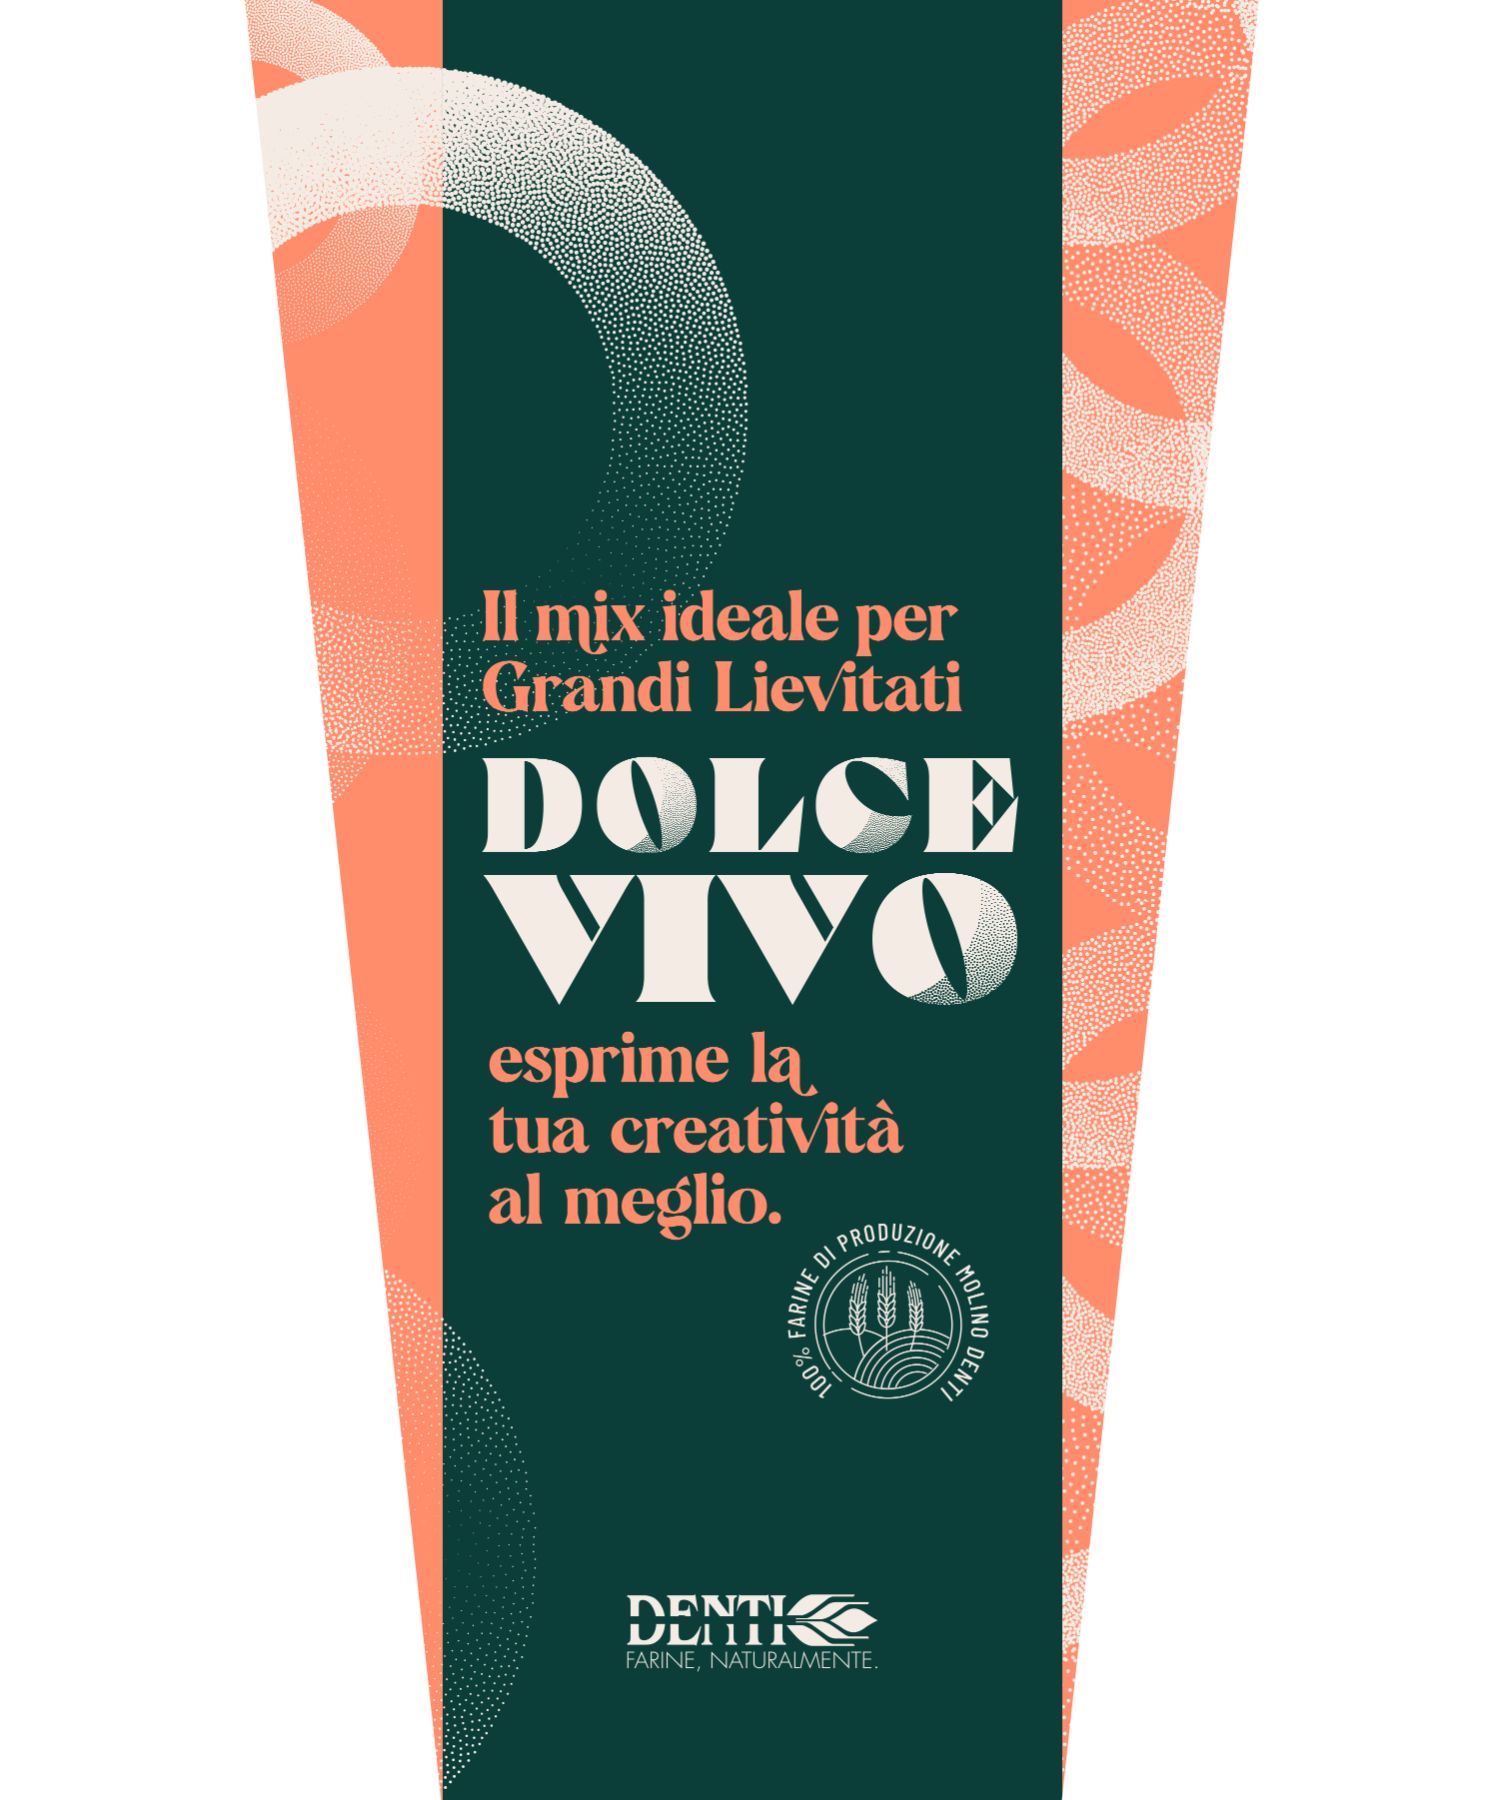 Il mix ideale per
Grandi Lievitati
DOLCE
VIVO
esprime la
tua creatività
al meglio.
100% FARINE DI PRODUZIONE MOLINO DENTI
DENTI
FARINE, NATURALMENTE.